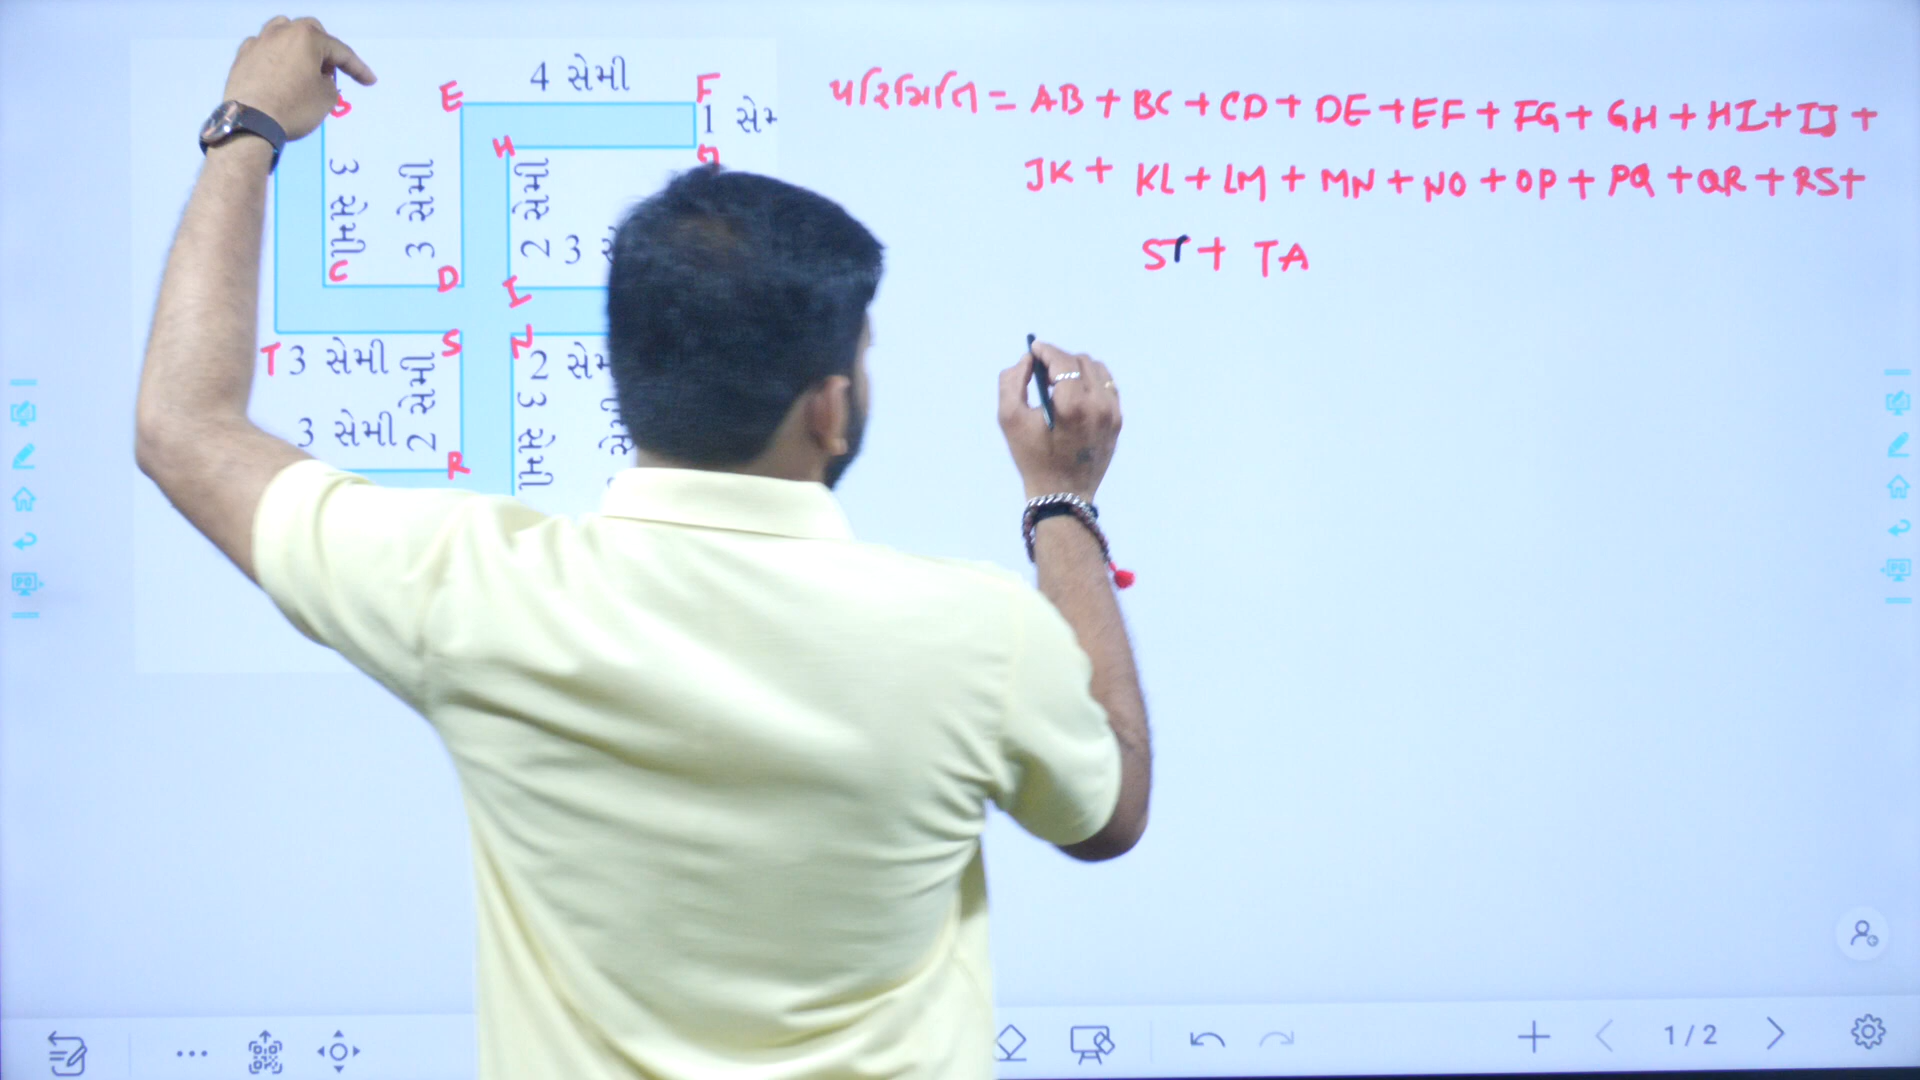 4 સેમી
E
F
1
3 સેમી
3 સેમી
H
2 સેમી
3
C
D
I
T
3 સેમી
S
N
2
3 સેમી
2 સેમી
3 સેમી
R
પરિમિતિ = AB + BC + CD + DE + EF + FG + GH + HI + IJ +
JK + KL + LM + MN + NO + OP + PQ + QR + RS +
ST + TA
1/2